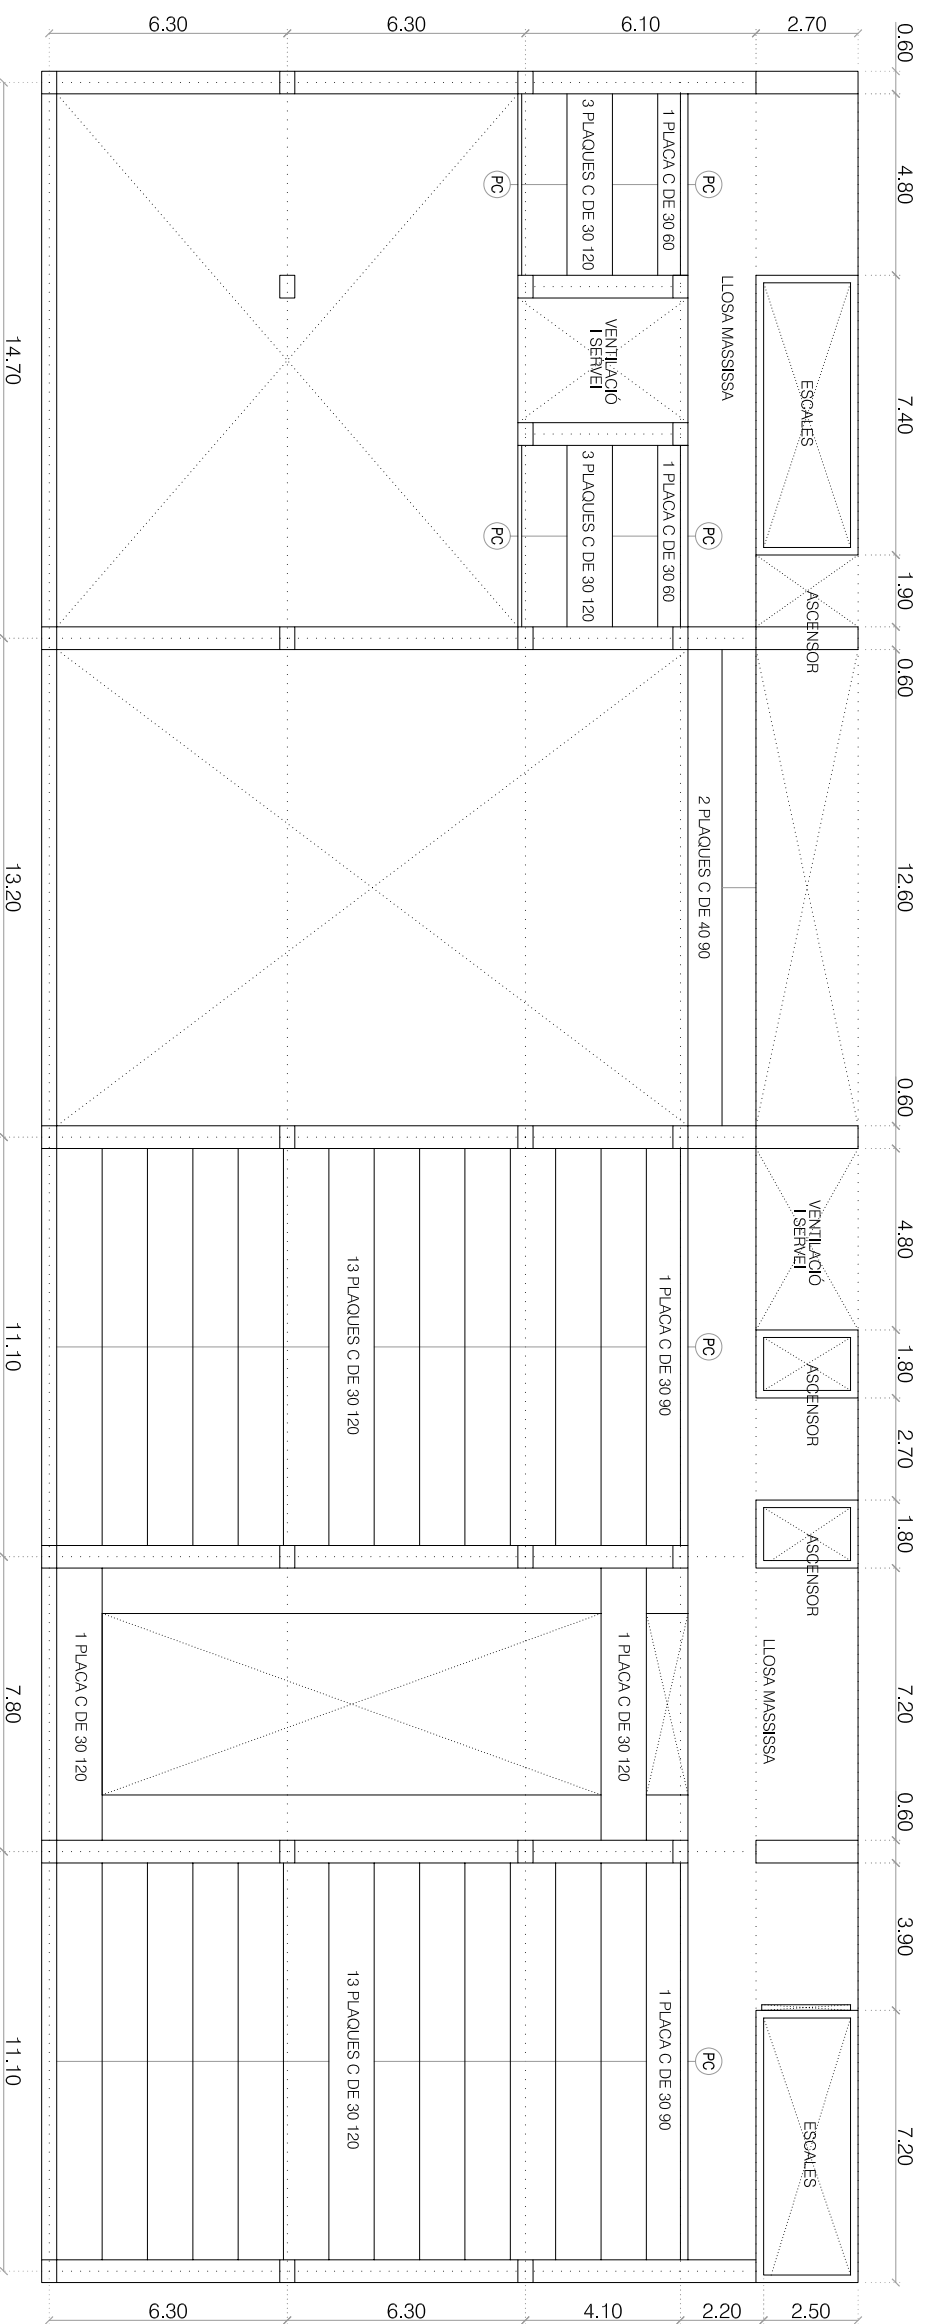 6.30
6.30
6.10
2.70
0.60
4.80
7.40
1.90
0.60
12.60
0.60
4.80
1.80
2.70
1.80
7.20
0.60
3.90
7.20
ESCALES
ASCENSOR
VENTILACIÓ
I SERVEI
ASCENSOR
ASCENSOR
ESCALES
LLOSA MASSISSA
LLOSA MASSISSA
PC
PC
PC
PC
1 PLACA C DE 30 60
3 PLAQUES C DE 30 120
VENTILACIÓ
I SERVEI
1 PLACA C DE 30 60
3 PLAQUES C DE 30 120
PC
PC
2 PLAQUES C DE 40 90
1 PLACA C DE 30 90
13 PLAQUES C DE 30 120
1 PLACA C DE 30 120
1 PLACA C DE 30 120
1 PLACA C DE 30 90
13 PLAQUES C DE 30 120
14.70
13.20
11.10
7.80
11.10
6.30
6.30
4.10
2.20
2.50